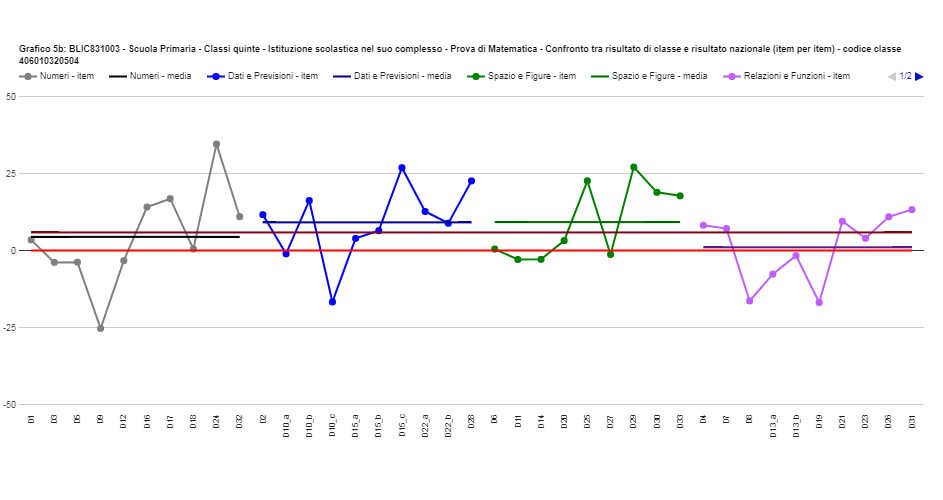 Grafico 5b: BLIC831003 - Scuola Primaria - Classi quinte - Istituzione scolastica nel suo complesso - Prova di Matematica - Confronto tra risultato di classe e risultato nazionale (item per item) - codice classe
406010320504
Numeri - item Numeri - media Dati e Previsioni - item Dati e Previsioni - media Spazio e Figure - item Spazio e Figure - media Relazioni e Funzioni - item 1/2
50
25
0
-25
-50
D1 D3 D5 D9 D12 D16 D17 D18 D24 D32 D2 D10_a D10_b D10_c D15_a D15_b D15_c D22_a D22_b D28 D6 D11 D14 D20 D25 D27 D29 D30 D33 D4 D7 D8 D13_a D13_b D19 D21 D23 D26 D31